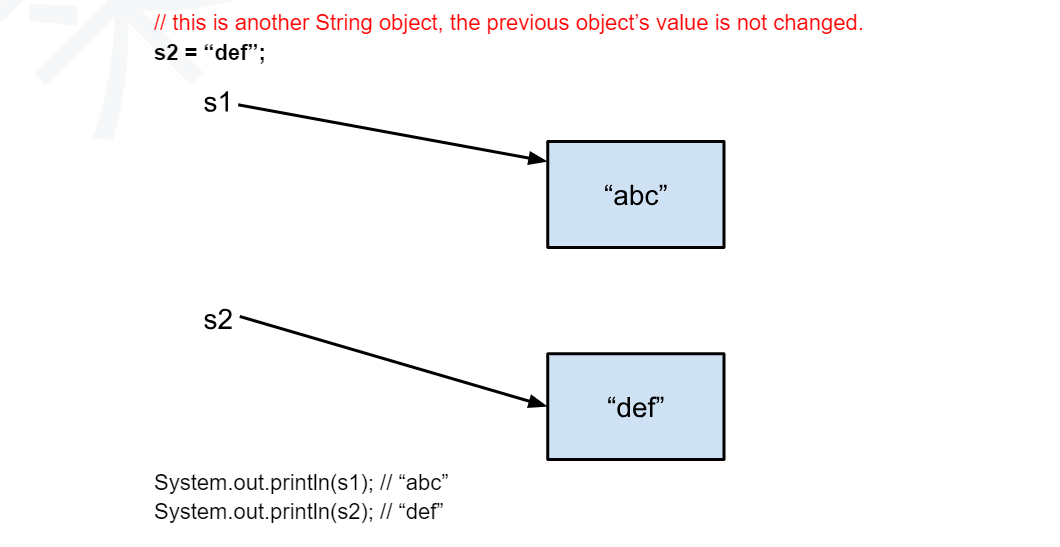 // this is another String object, the previous object’s value is not changed.
s2 = “def”;
s1
“abc”
s2
“def”
System.out.println(s1); // “abc”
System.out.println(s2); // “def”